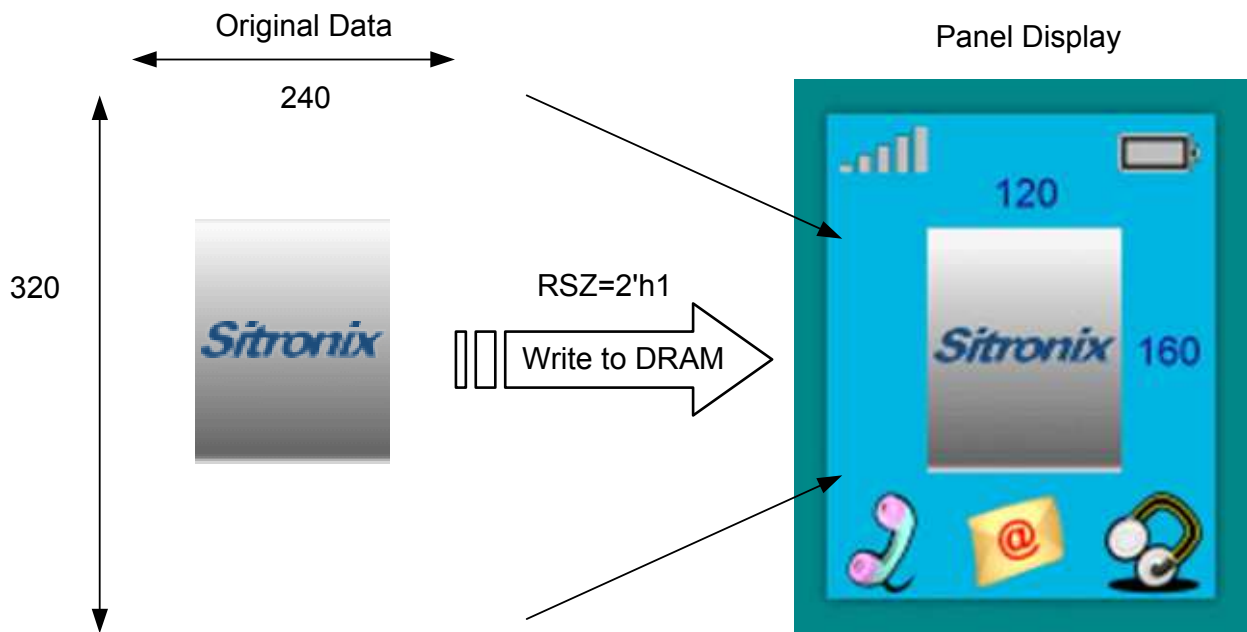 Original Data
240
320
Sitronix
RSZ=2'h1
Write to DRAM
Panel Display
120
Sitronix
160
@